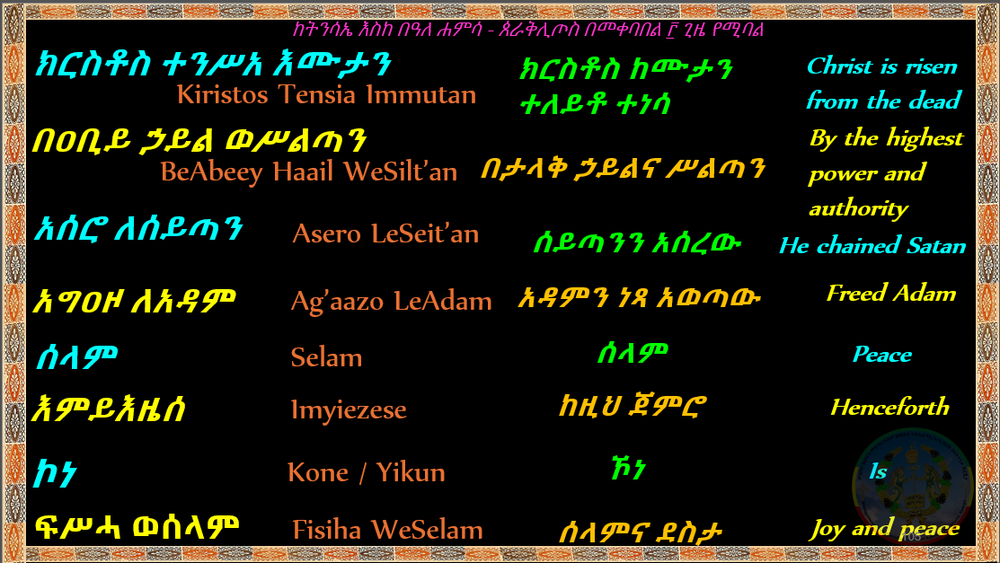 ከትንሳኤ እስከ በዓለ ሐምሳ - ጰራቅሊጦስ በመቀባበል ፫ ጊዜ የሚባል
ክርስቶስ ተንሥአ እሙታን
Kiristos Tensia Immutan
ክርስቶስ ከሙታን
ተለይቶ ተነሳ
Christ is risen
from the dead
በዐቢይ ኃይል ወሥልጣን
BeAbeey Haail WeSilt’an
በታላቅ ኃይልና ሥልጣን
By the highest
power and
authority
አሰሮ ለሰይጣን
Asero LeSeit’an
ሰይጣንን አሰረው
He chained Satan
አግዐዞ ለአዳም
Ag’aazo LeAdam
አዳምን ነጻ አወጣው
Freed Adam
ሰላም
Selam
ሰላም
Peace
እምይእዜሰ
Imyiezese
ከዚህ ጀምሮ
Henceforth
ኮነ
Kone / Yikun
ኾነ
Is
ፍሥሓ ወሰላም
Fisiha WeSelam
ሰላምና ደስታ
Joy and peace
105